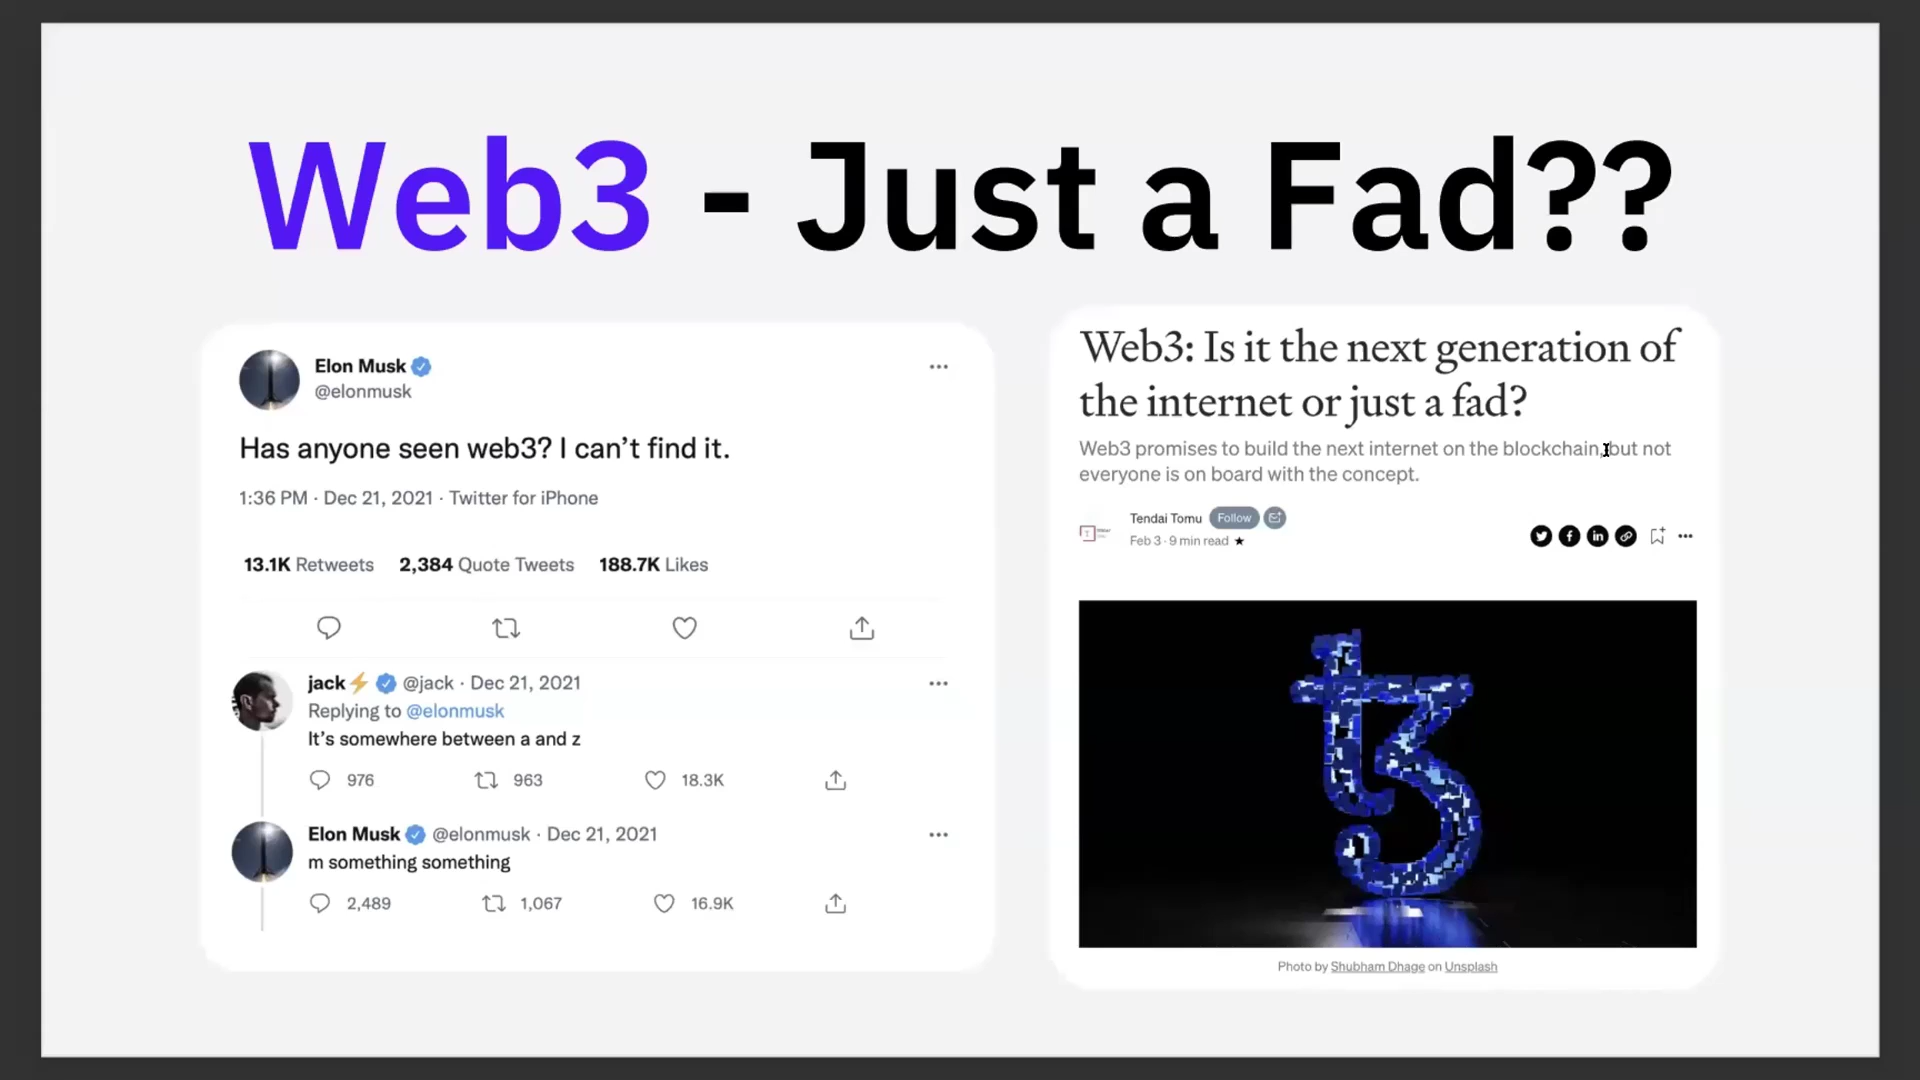 Web3 - Just a Fad??
Elon Musk
@elonmusk
Has anyone seen web3? I can’t find it.
1:36 PM · Dec 21, 2021 · Twitter for iPhone
13.1K Retweets 2,384 Quote Tweets 188.7K Likes
jack⚡ @jack · Dec 21, 2021
Replying to @elonmusk
It’s somewhere between a and z
976 963 18.3K
Elon Musk @elonmusk · Dec 21, 2021
m something something
2,489 1,067 16.9K
Web3: Is it the next generation of
the internet or just a fad?
Web3 promises to build the next internet on the blockchain, but not
everyone is on board with the concept.
Tendai Tomu Follow
Feb 3 · 9 min read ★
Photo by Shubham Dhage on Unsplash